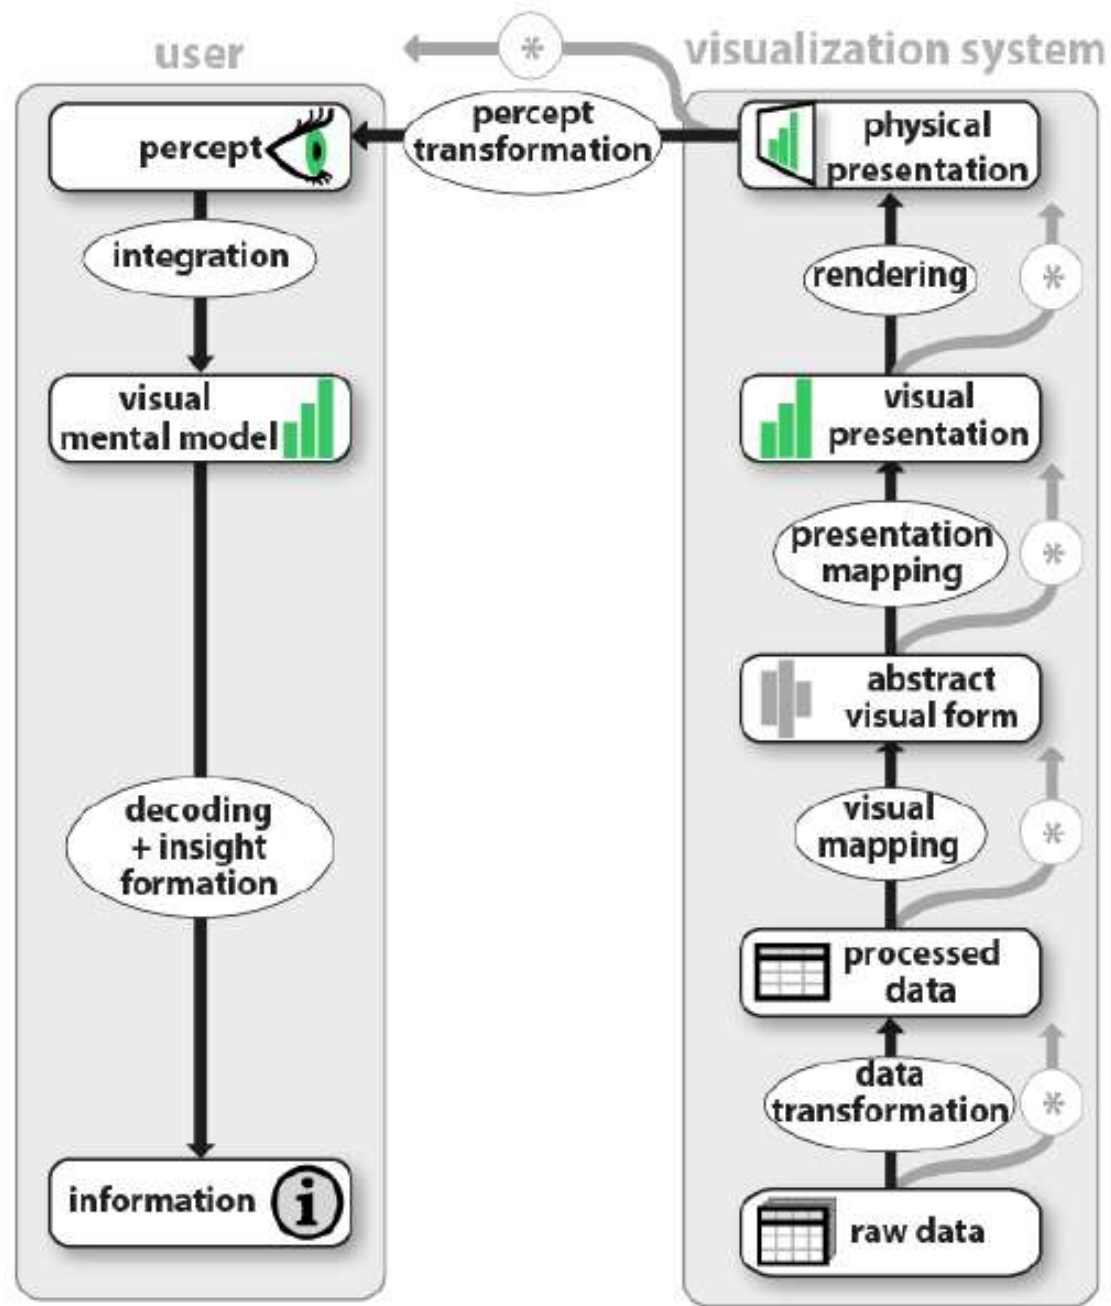 user
visualization system
*
percept
percept
transformation
physical
presentation
integration
rendering
*
visual
mental model
visual
presentation
presentation
mapping
*
abstract
visual form
decoding
+ insight
formation
visual
mapping
*
processed
data
data
transformation
*
information
i
raw data